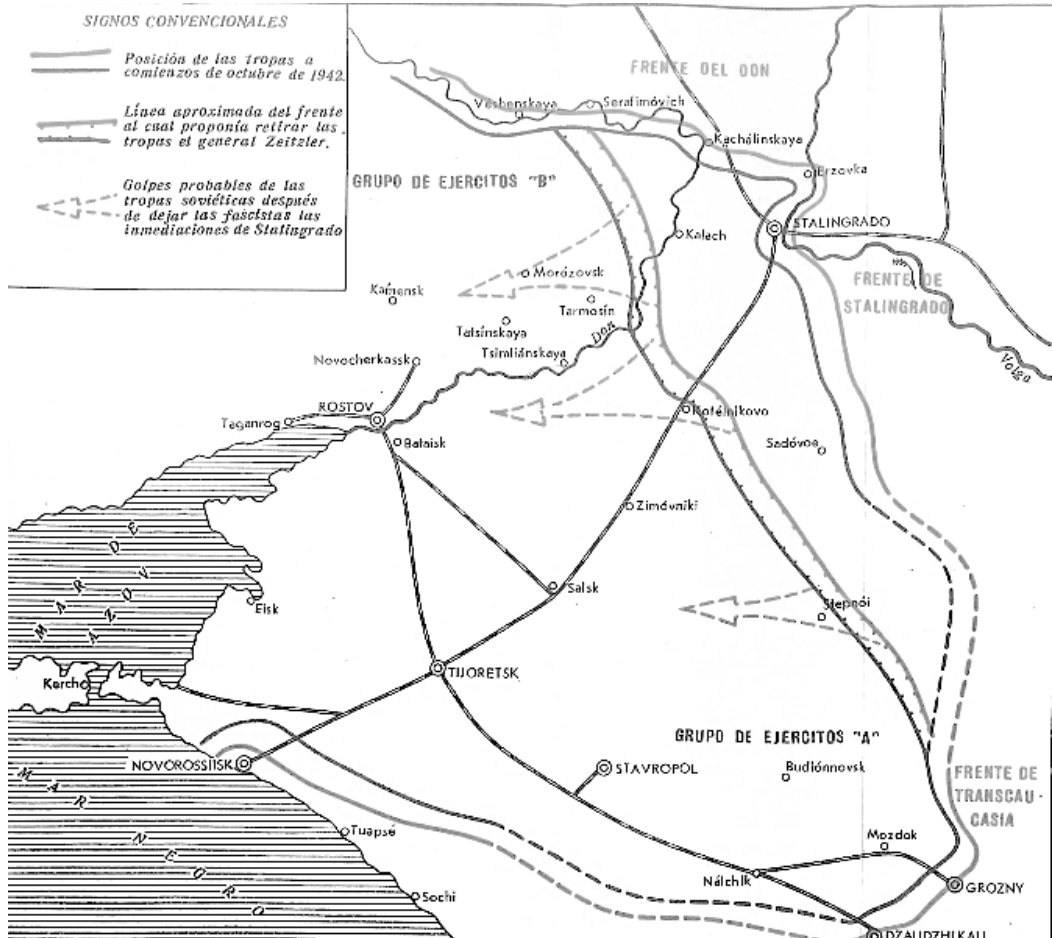 SIGNOS CONVENCIONALES
Posición de las tropas a
comienzos de octubre de 1942.
Línea aproximada del frente
al cual proponía retirar las
tropas el general Zeitzler.
Golpes probables de las
tropas soviéticas después
de dejar las fascistas las
inmediaciones de Stalingrado
FRENTE DEL DON
Véshenskaya
Serafimóvich
Kachálinskaya
Erzovka
GRUPO DE EJERCITOS "B"
STALINGRADO
Kalach
FRENTE DE
STALINGRADO
Morózovsk
Kámensk
Tarmosín
Tatsínskaya
Don
Tsimliánskaya
Volga
Novocherkassk
ROSTOV
Kotélnikovo
Taganrog
Bataisk
Sadóvoe
Zimóvniki
MAR DE
AZOV
Salsk
Eisk
Stepnói
Kerch
TIJORETSK
GRUPO DE EJERCITOS "A"
NOVOROSSIISK
STAVROPOL
Budiónnovsk
FRENTE DE
TRANSCAU-
CASIA
MAR NEGRO
Tuapsé
Mozdok
Nálchik
GROZNY
Sochi
DZAUDZHIKAU